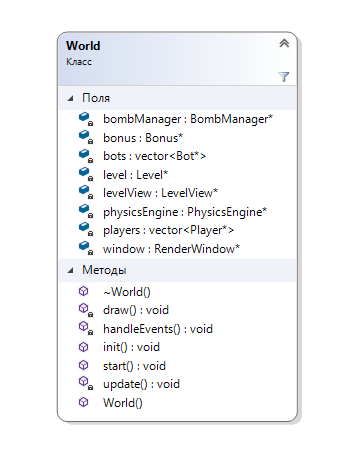 World
Класс
Поля
bombManager : BombManager*
bonus : Bonus*
bots : vector<Bot*>
level : Level*
levelView : LevelView*
physicsEngine : PhysicsEngine*
players : vector<Player*>
window : RenderWindow*
Методы
~World()
draw() : void
handleEvents() : void
init() : void
start() : void
update() : void
World()